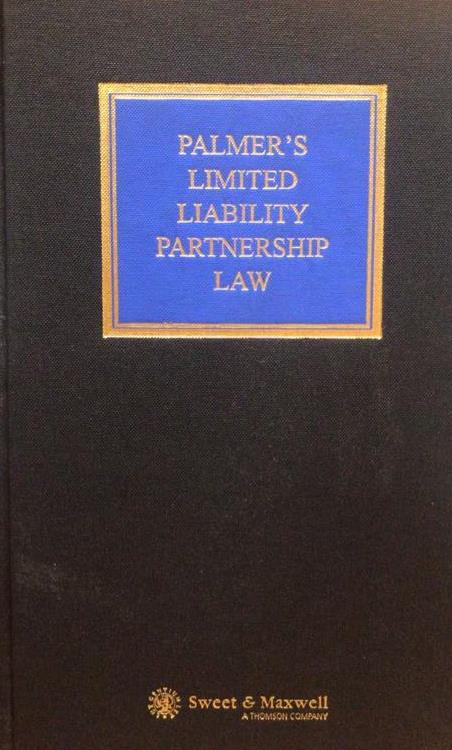 PALMER'S
LIMITED
LIABILITY
PARTNERSHIP
LAW
Sweet & Maxwell
A THOMSON COMPANY